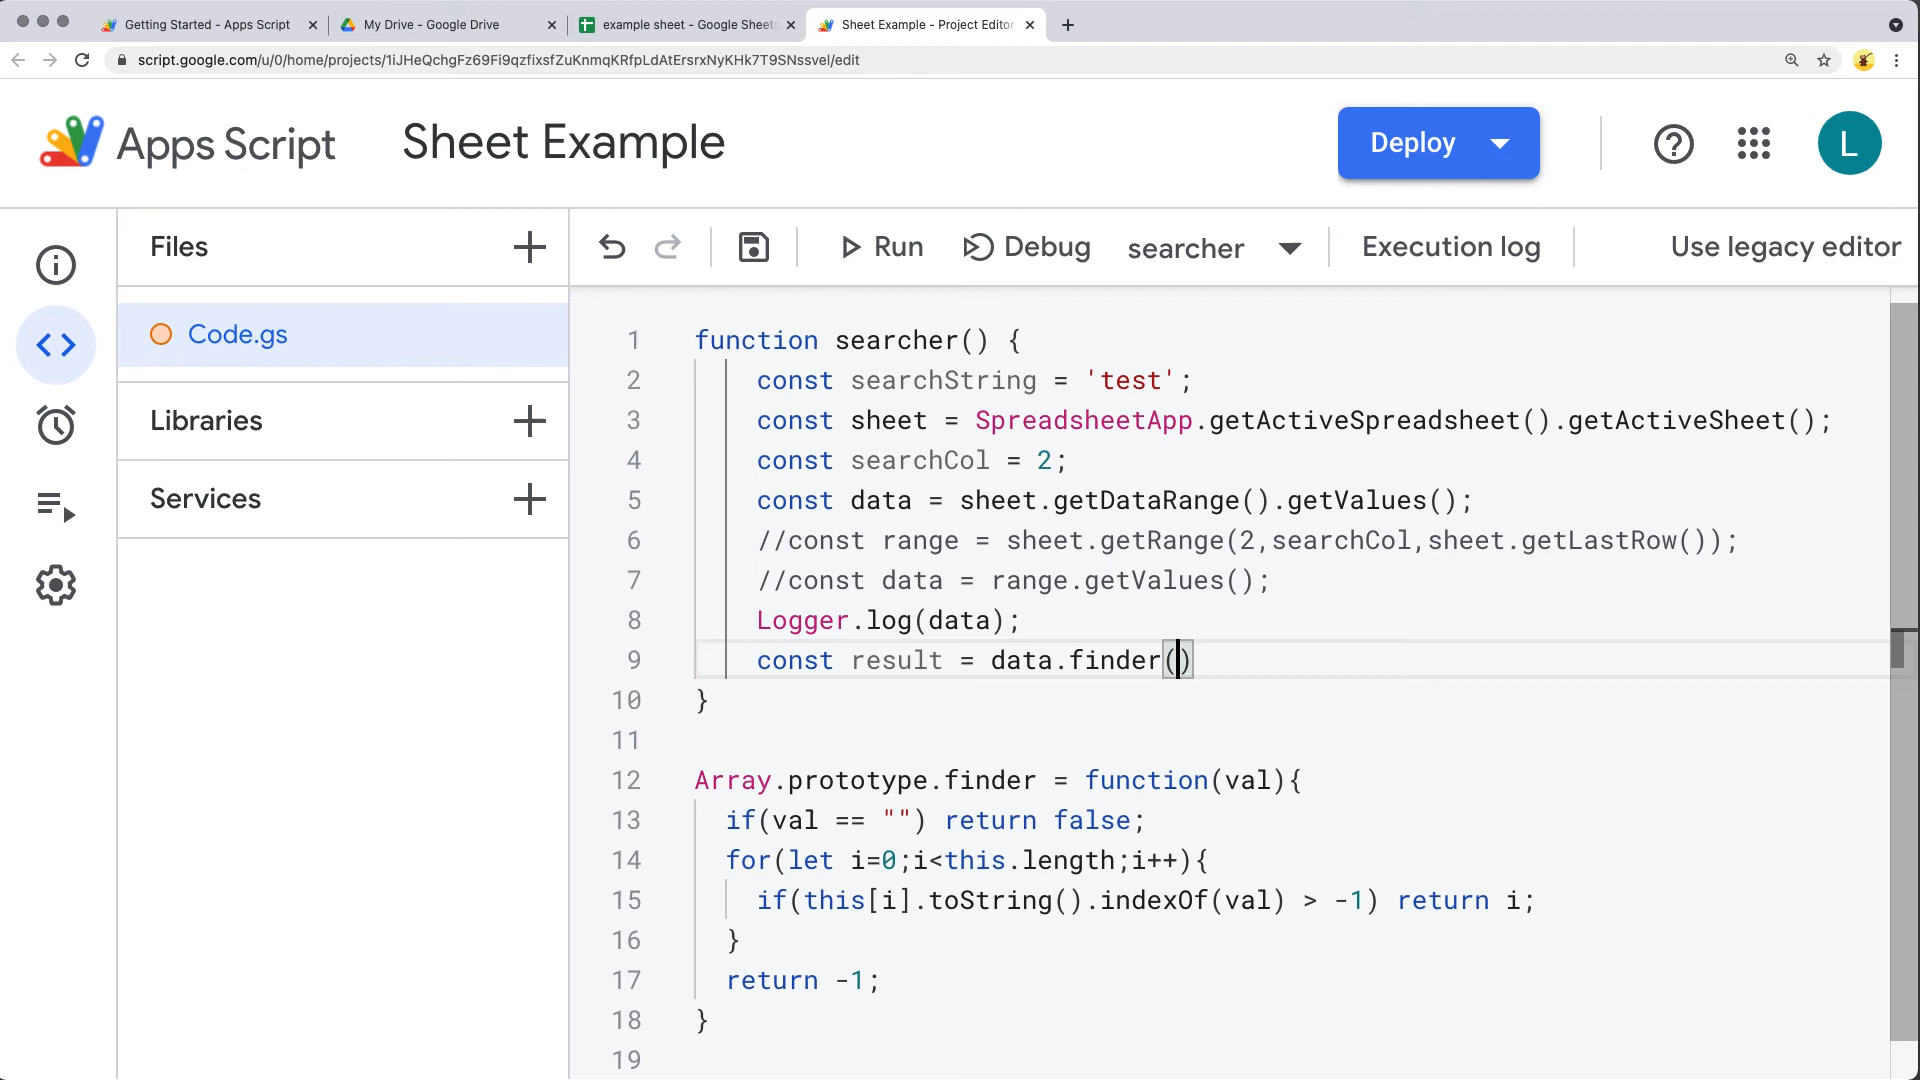 Getting Started - Apps Script
My Drive - Google Drive
example sheet - Google Sheets
Sheet Example - Project Editor
script.google.com/u/0/home/projects/1iJHeQchgFz69Fi9qzfixsfZuKnmqKRfpLdAtErsrxNyKHk7T9SNssvel/edit
Apps Script
Sheet Example
Deploy
L
Files
Run
Debug
searcher
Execution log
Use legacy editor
Code.gs
Libraries
Services
1 function searcher() {
2 const searchString = 'test';
3 const sheet = SpreadsheetApp.getActiveSpreadsheet().getActiveSheet();
4 const searchCol = 2;
5 const data = sheet.getDataRange().getValues();
6 //const range = sheet.getRange(2,searchCol,sheet.getLastRow());
7 //const data = range.getValues();
8 Logger.log(data);
9 const result = data.finder()
10 }
11
12 Array.prototype.finder = function(val){
13 if(val == "") return false;
14 for(let i=0;i<this.length;i++){
15 if(this[i].toString().indexOf(val) > -1) return i;
16 }
17 return -1;
18 }
19